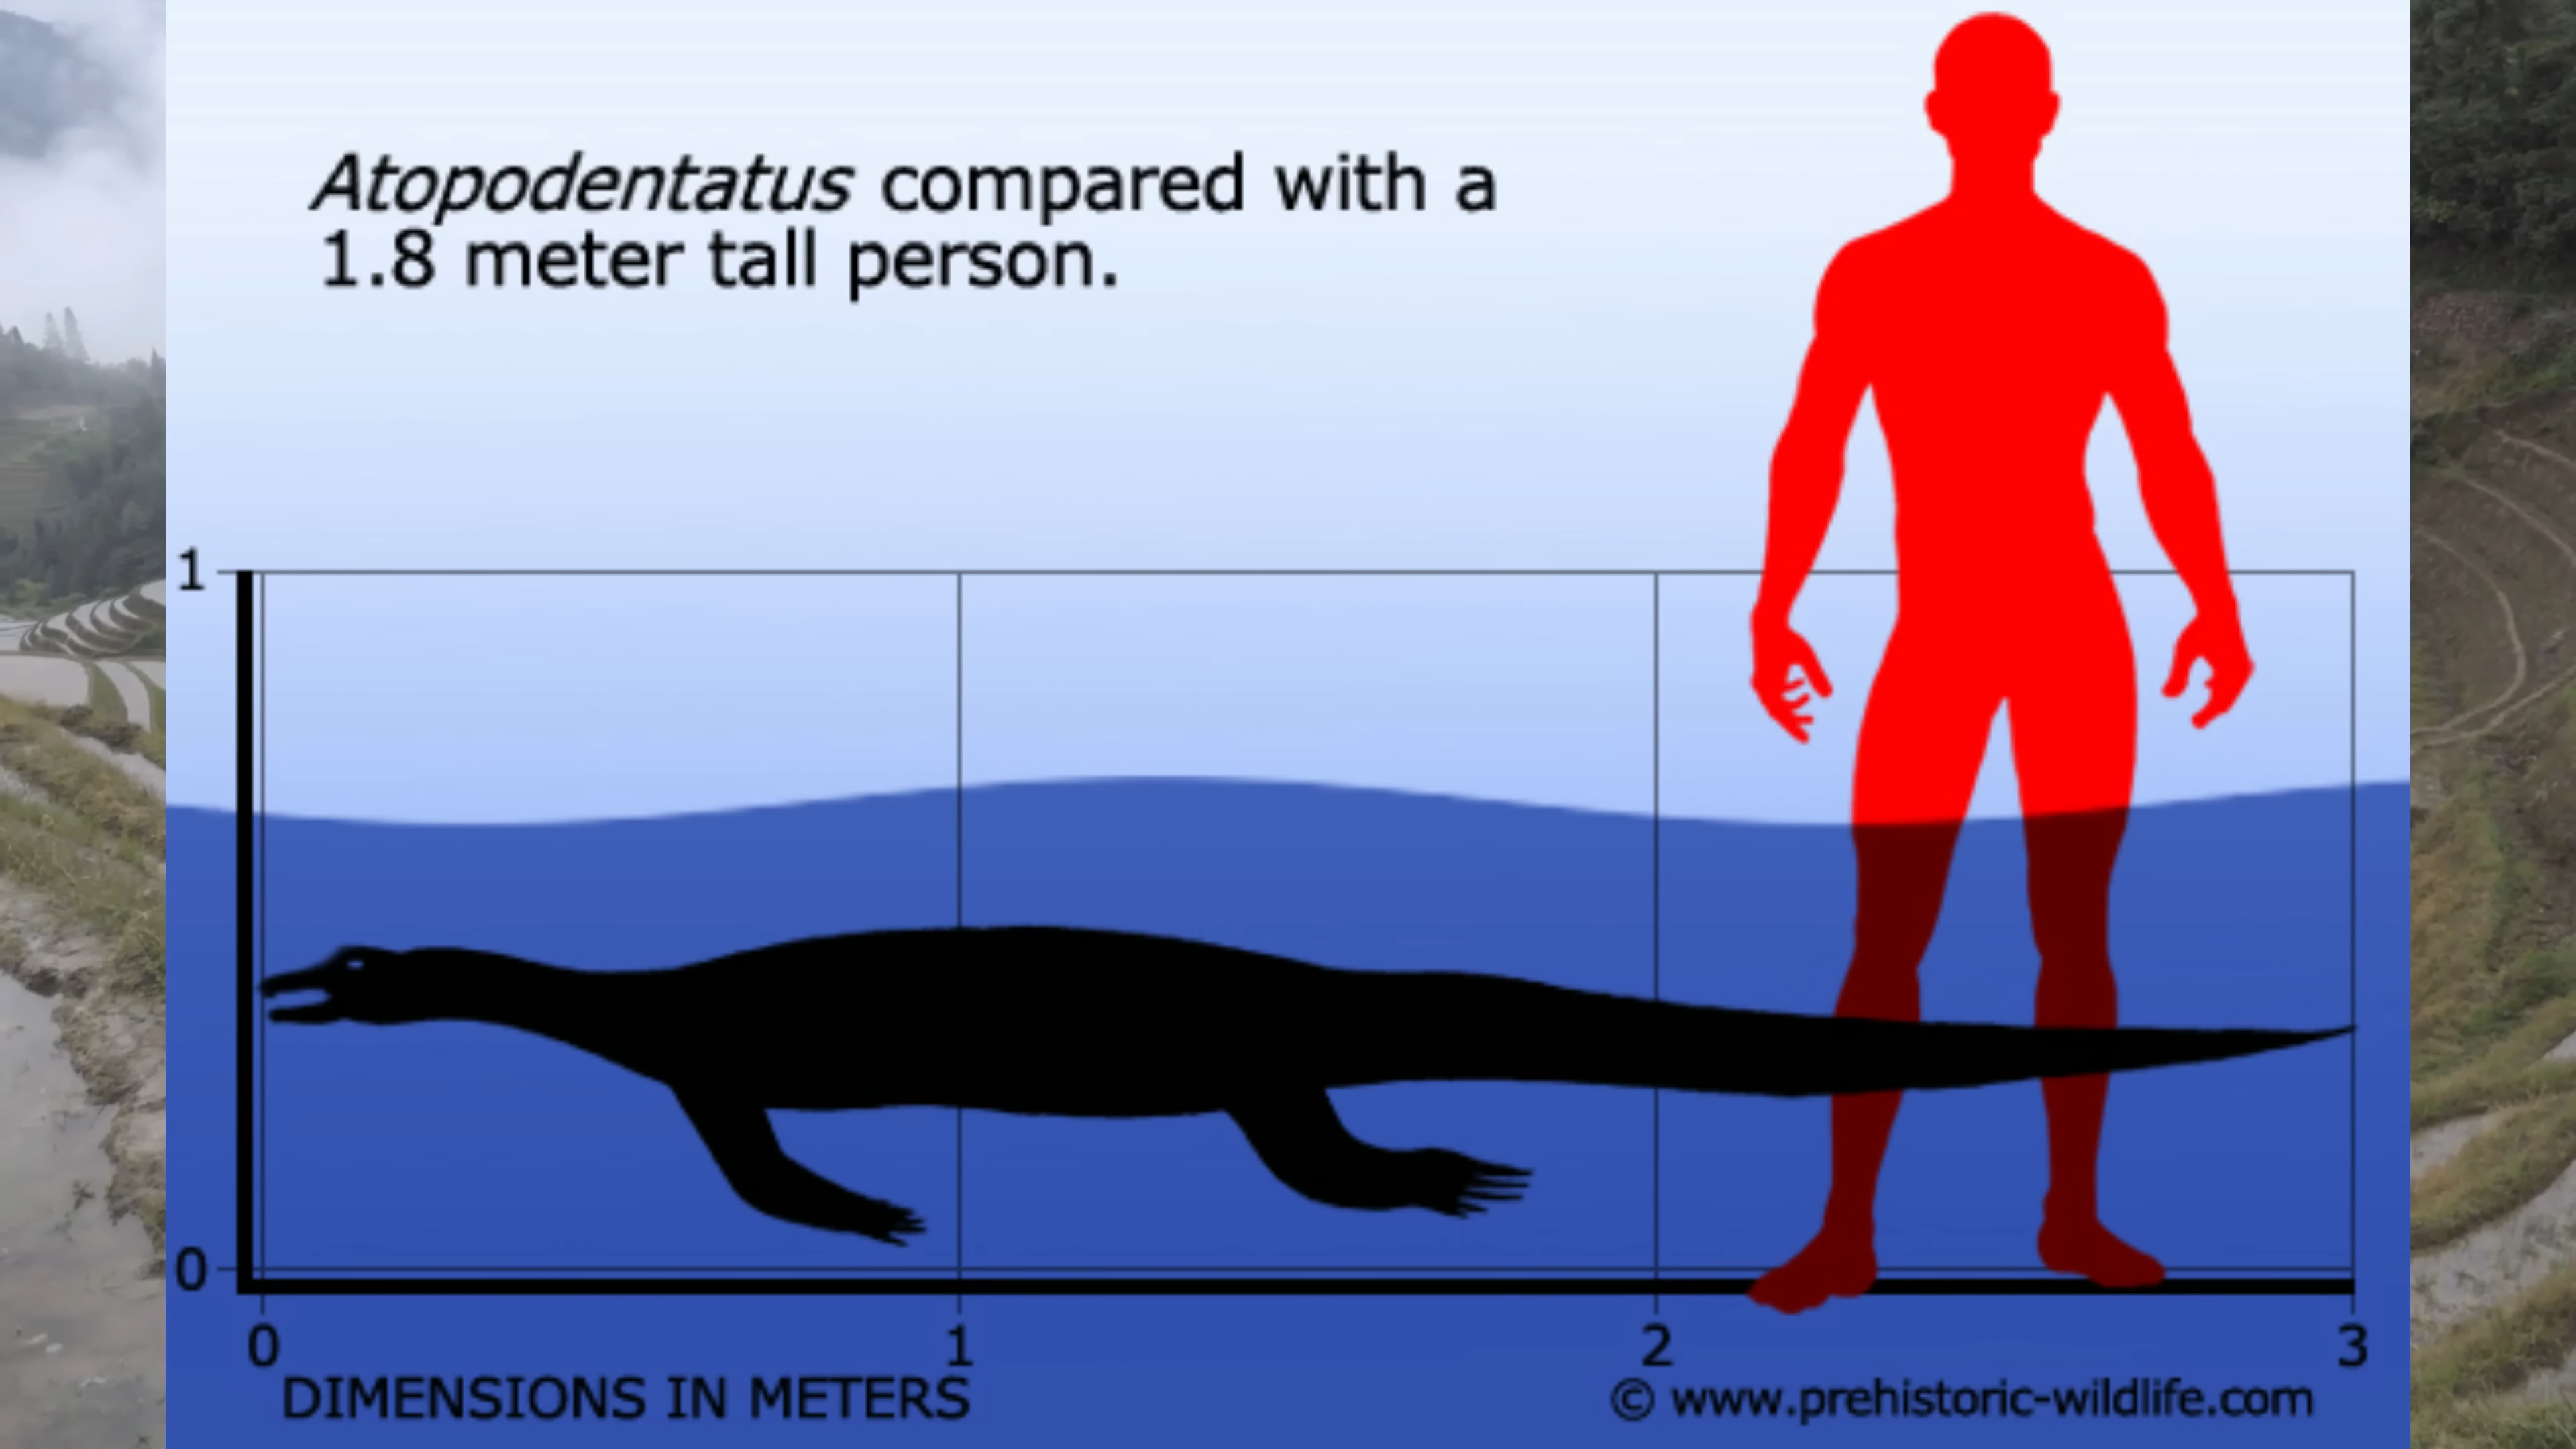 Atopodentatus compared with a
1.8 meter tall person.
1
0
0 1 2 3
DIMENSIONS IN METERS
© www.prehistoric-wildlife.com